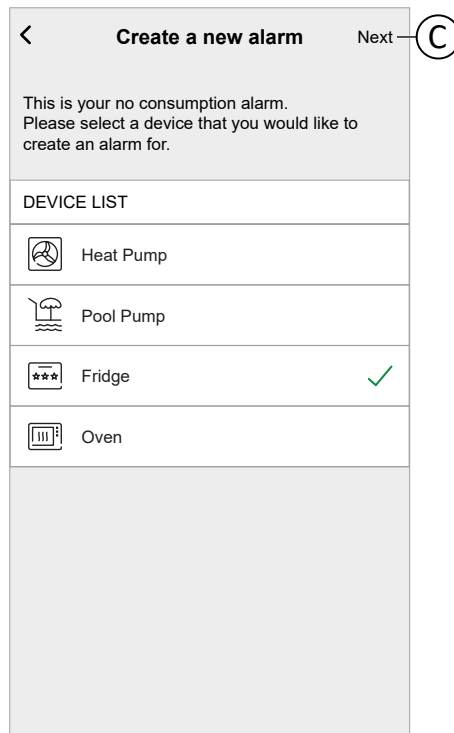 Create a new alarm Next C
This is your no consumption alarm.
Please select a device that you would like to
create an alarm for.
DEVICE LIST
Heat Pump
Pool Pump
Fridge
Oven